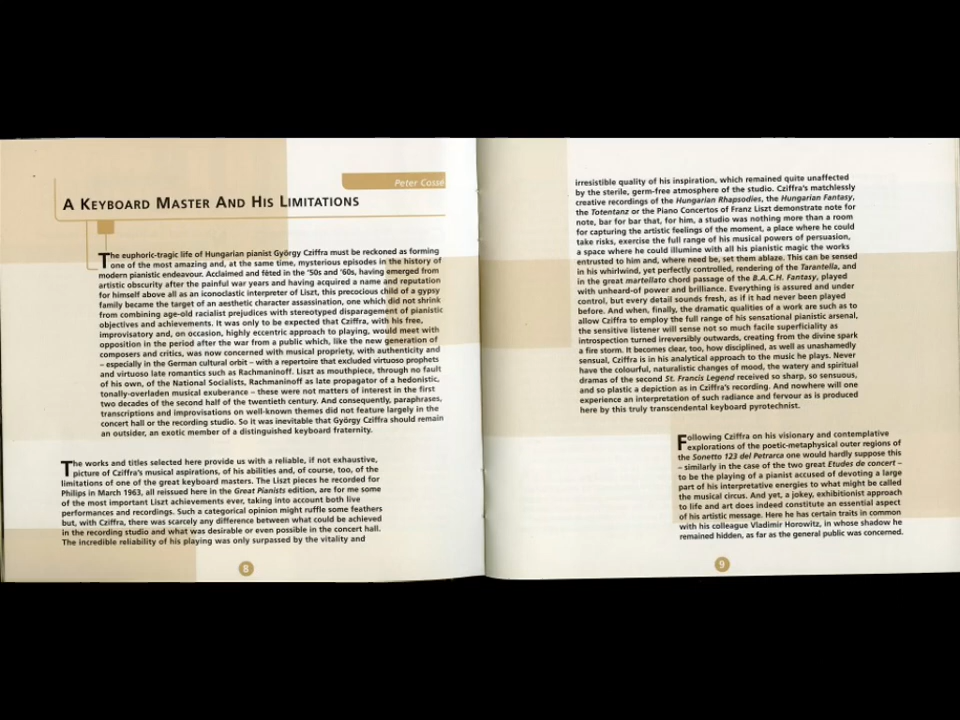 Peter Cossé
A KEYBOARD MASTER AND HIS LIMITATIONS
The euphoric-tragic life of Hungarian pianist György Cziffra must be reckoned as forming
one of the most amazing and, at the same time, mysterious episodes in the history of
modern pianistic endeavour. Acclaimed and fêted in the '50s and '60s, having emerged from
artistic obscurity after the painful war years and having acquired a name and reputation
for himself above all as an iconoclastic interpreter of Liszt, this precocious child of a gypsy
family became the target of an aesthetic character assassination, one which did not shrink
from combining age-old racialist prejudices with stereotyped disparagement of pianistic
objectives and achievements. It was only to be expected that Cziffra, with his free,
improvisatory and, on occasion, highly eccentric approach to playing, would meet with
opposition in the period after the war from a public which, like the new generation of
composers and critics, was now concerned with musical propriety, with authenticity and
– especially in the German cultural orbit – with a repertoire that excluded virtuoso prophets
and virtuoso late romantics such as Rachmaninoff. Liszt as mouthpiece, through no fault
of his own, of the National Socialists, Rachmaninoff as late propagator of a hedonistic,
tonally-overladen musical exuberance – these were not matters of interest in the first
two decades of the second half of the twentieth century. And consequently, paraphrases,
transcriptions and improvisations on well-known themes did not feature largely in the
concert hall or the recording studio. So it was inevitable that György Cziffra should remain
an outsider, an exotic member of a distinguished keyboard fraternity.
The works and titles selected here provide us with a reliable, if not exhaustive,
picture of Cziffra's musical aspirations, of his abilities and, of course, too, of the
limitations of one of the great keyboard masters. The Liszt pieces he recorded for
Philips in March 1963, all reissued here in the Great Pianists edition, are for me some
of the most important Liszt achievements ever, taking into account both live
performances and recordings. Such a categorical opinion might ruffle some feathers
but, with Cziffra, there was scarcely any difference between what could be achieved
in the recording studio and what was desirable or even possible in the concert hall.
The incredible reliability of his playing was only surpassed by the vitality and
8
irresistible quality of his inspiration, which remained quite unaffected
by the sterile, germ-free atmosphere of the studio. Cziffra's matchlessly
creative recordings of the Hungarian Rhapsodies, the Hungarian Fantasy,
the Totentanz or the Piano Concertos of Franz Liszt demonstrate note for
note, bar for bar that, for him, a studio was nothing more than a room
for capturing the artistic feelings of the moment, a place where he could
take risks, exercise the full range of his musical powers of persuasion,
a space where he could illumine with all his pianistic magic the works
entrusted to him and, where need be, set them ablaze. This can be sensed
in his whirlwind, yet perfectly controlled, rendering of the Tarantella, and
in the great martellato chord passage of the B.A.C.H. Fantasy, played
with unheard-of power and brilliance. Everything is assured and under
control, but every detail sounds fresh, as if it had never been played
before. And when, finally, the dramatic qualities of a work are such as to
allow Cziffra to employ the full range of his sensational pianistic arsenal,
the sensitive listener will sense not so much facile superficiality as
introspection turned irreversibly outwards, creating from the divine spark
a fire storm. It becomes clear, too, how disciplined, as well as unashamedly
sensual, Cziffra is in his analytical approach to the music he plays. Never
have the colourful, naturalistic changes of mood, the watery and spiritual
dramas of the second St. Francis Legend received so sharp, so sensuous,
and so plastic a depiction as in Cziffra's recording. And nowhere will one
experience an interpretation of such radiance and fervour as is produced
here by this truly transcendental keyboard pyrotechnist.
Following Cziffra on his visionary and contemplative
explorations of the poetic-metaphysical outer regions of
the Sonetto 123 del Petrarca one would hardly suppose this
– similarly in the case of the two great Etudes de concert –
to be the playing of a pianist accused of devoting a large
part of his interpretative energies to what might be called
the musical circus. And yet, a jokey, exhibitionist approach
to life and art does indeed constitute an essential aspect
of his artistic message. Here he has certain traits in common
with his colleague Vladimir Horowitz, in whose shadow he
remained hidden, as far as the general public was concerned.
9